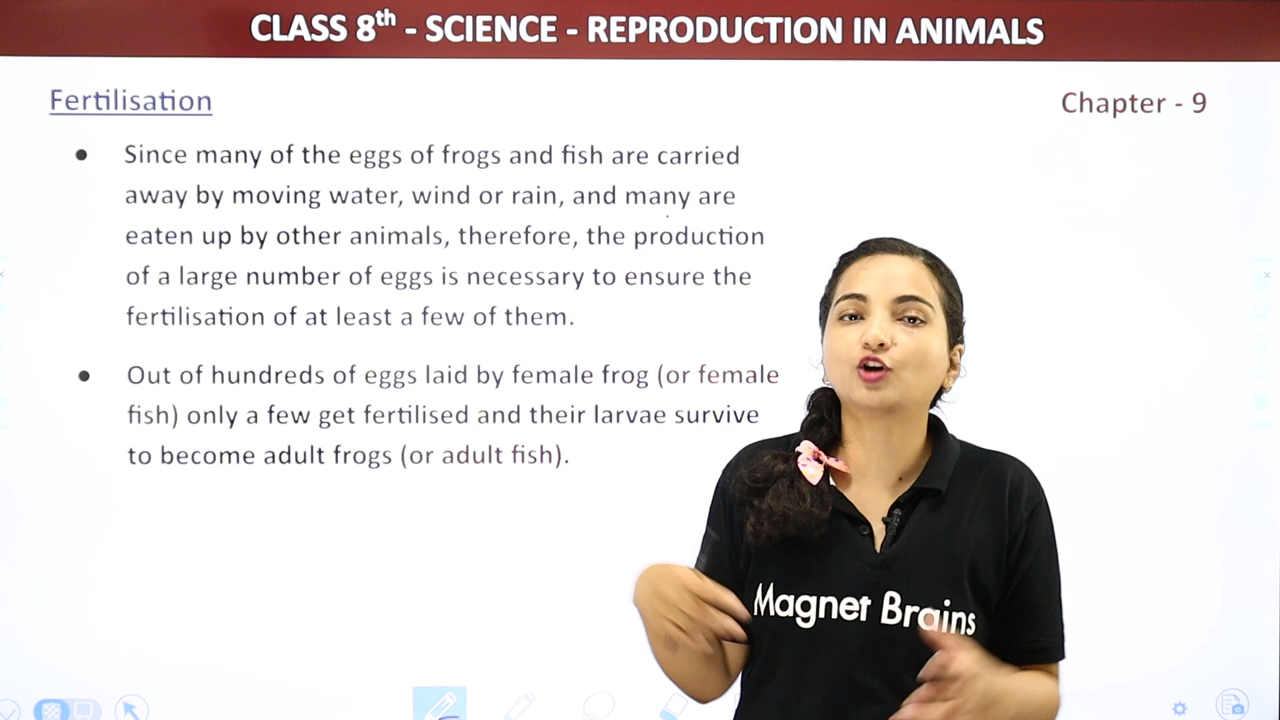 CLASS 8th - SCIENCE - REPRODUCTION IN ANIMALS
Fertilisation
Chapter - 9
● Since many of the eggs of frogs and fish are carried
away by moving water, wind or rain, and many are
eaten up by other animals, therefore, the production
of a large number of eggs is necessary to ensure the
fertilisation of at least a few of them.
● Out of hundreds of eggs laid by female frog (or female
fish) only a few get fertilised and their larvae survive
to become adult frogs (or adult fish).
Magnet Brains